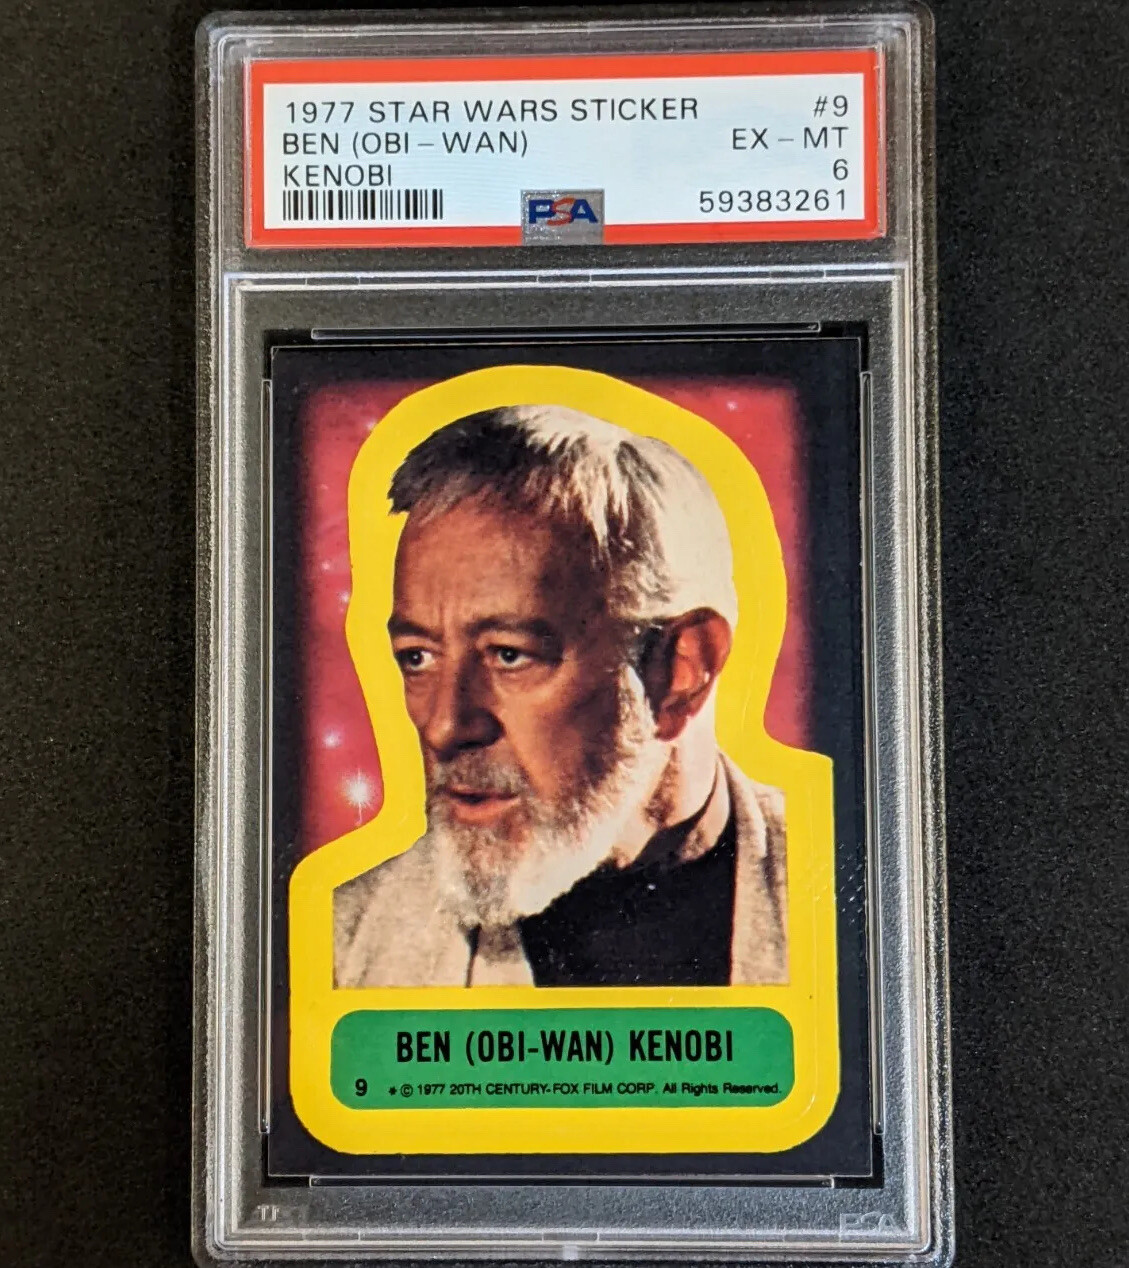 1977 STAR WARS STICKER #9
BEN (OBI – WAN) EX – MT
KENOBI 6
59383261
PSA
BEN (OBI-WAN) KENOBI
9 * © 1977 20TH CENTURY-FOX FILM CORP. All Rights Reserved.
PSA